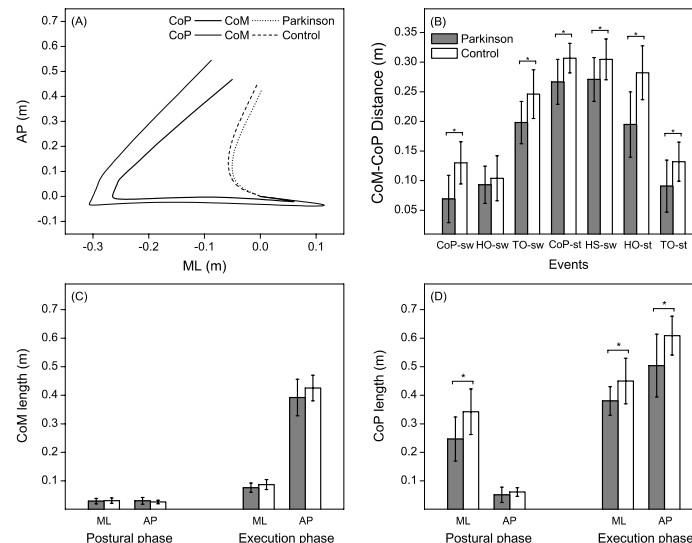 (A)
CoP CoM Parkinson
CoP CoM Control
AP (m)
0.7
0.6
0.5
0.4
0.3
0.2
0.1
0.0
0.1
-0.3 -0.2 -0.1 0.0 0.1
ML (m)
(B)
Parkinson
Control
CoM-CoP Distance (m)
0.35
0.30
0.25
0.20
0.15
0.10
0.05
* * * * * *
CoP-sw HO-sw TO-sw CoP-st HS-sw HO-st TO-st
Events
(C)
CoM length (m)
0.7
0.6
0.5
0.4
0.3
0.2
0.1
ML AP ML AP
Postural phase Execution phase
(D)
CoP length (m)
0.7
0.6
0.5
0.4
0.3
0.2
0.1
* * *
ML AP ML AP
Postural phase Execution phase